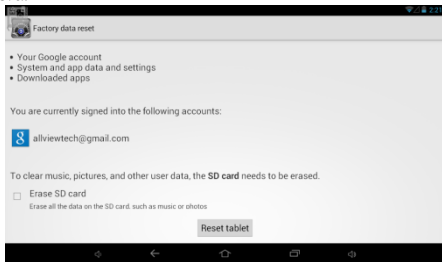 2:21
Factory data reset
• Your Google account
• System and app data and settings
• Downloaded apps
You are currently signed into the following accounts:
8 allviewtech@gmail.com
To clear music, pictures, and other user data, the SD card needs to be erased.
Erase SD card
Erase all the data on the SD card, such as music or photos
Reset tablet